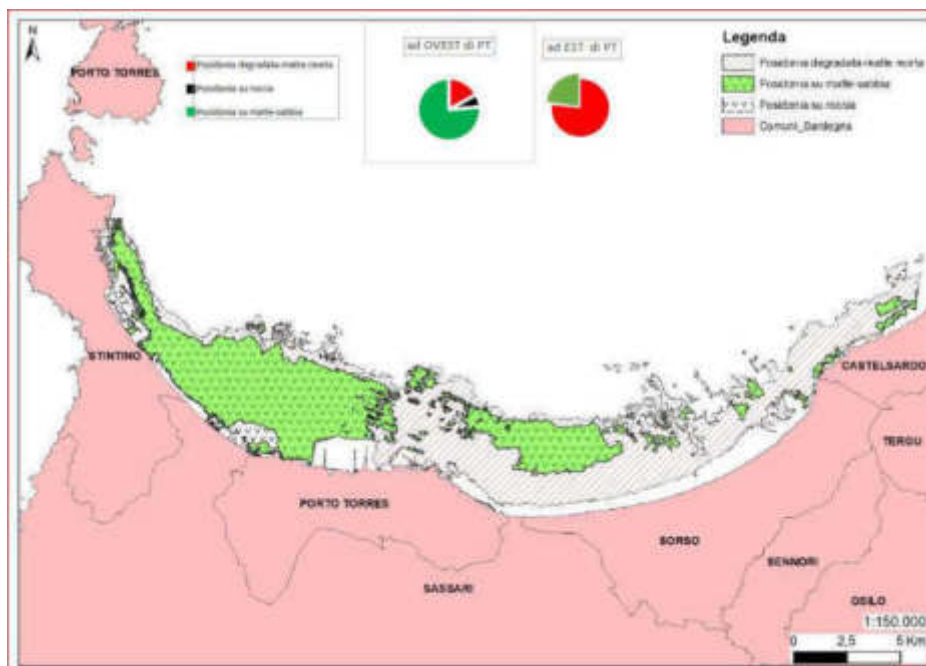 N
PORTO TORRES
Posidonia degradata-matte morta
Posidonia su roccia
Posidonia su matte-sabbia
ad OVEST di PT
ad EST di PT
Legenda
Posidonia degradata-matte morta
Posidonia su matte-sabbia
Posidonia su roccia
Comuni_Sardegna
STINTINO
CASTELSARDO
TERGU
PORTO TORRES
SORSO
SENNORI
SASSARI
OSILO
1:150.000
0 2,5 5 Km